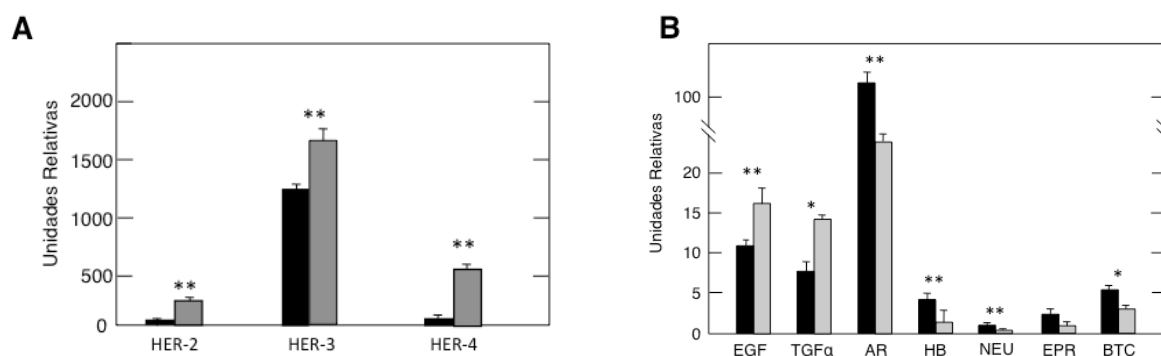 A
Unidades Relativas
2000
1500
1000
500
0
**
**
**
HER-2
HER-3
HER-4
B
Unidades Relativas
100
20
15
10
5
0
**
*
**
**
**
*
EGF
TGFα
AR
HB
NEU
EPR
BTC